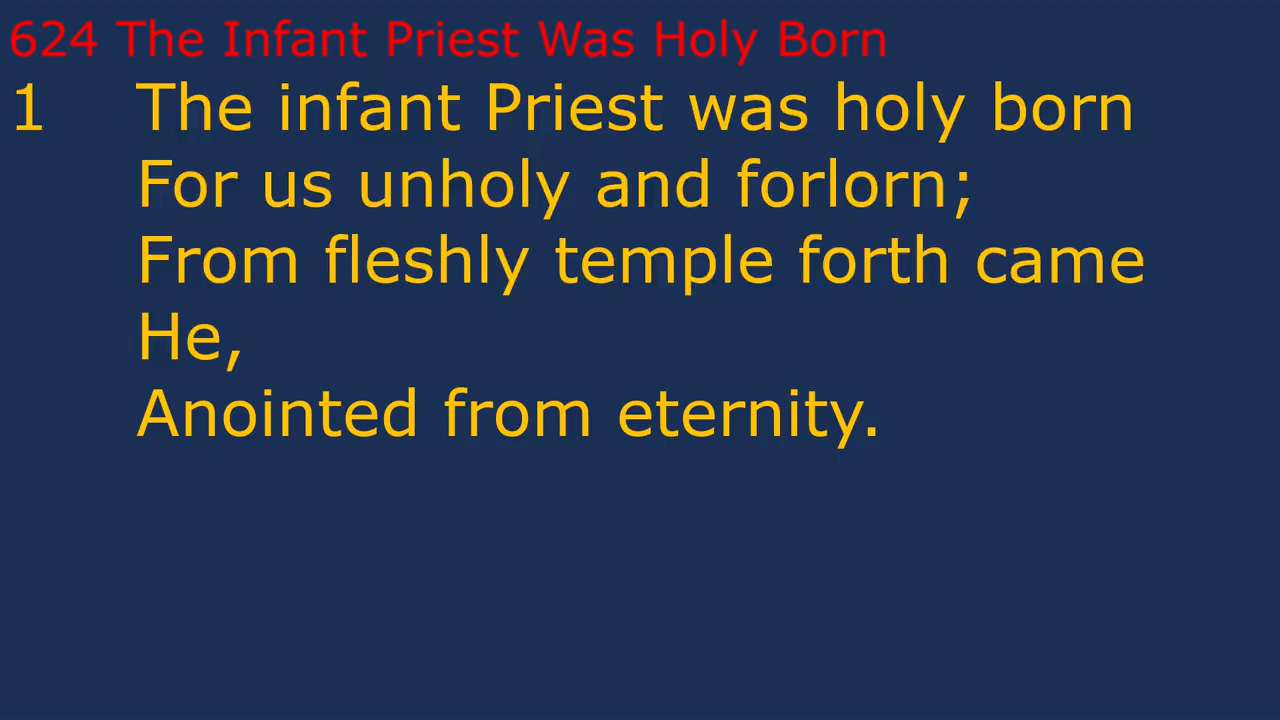 624 The Infant Priest Was Holy Born
1 The infant Priest was holy born
For us unholy and forlorn;
From fleshly temple forth came
He,
Anointed from eternity.